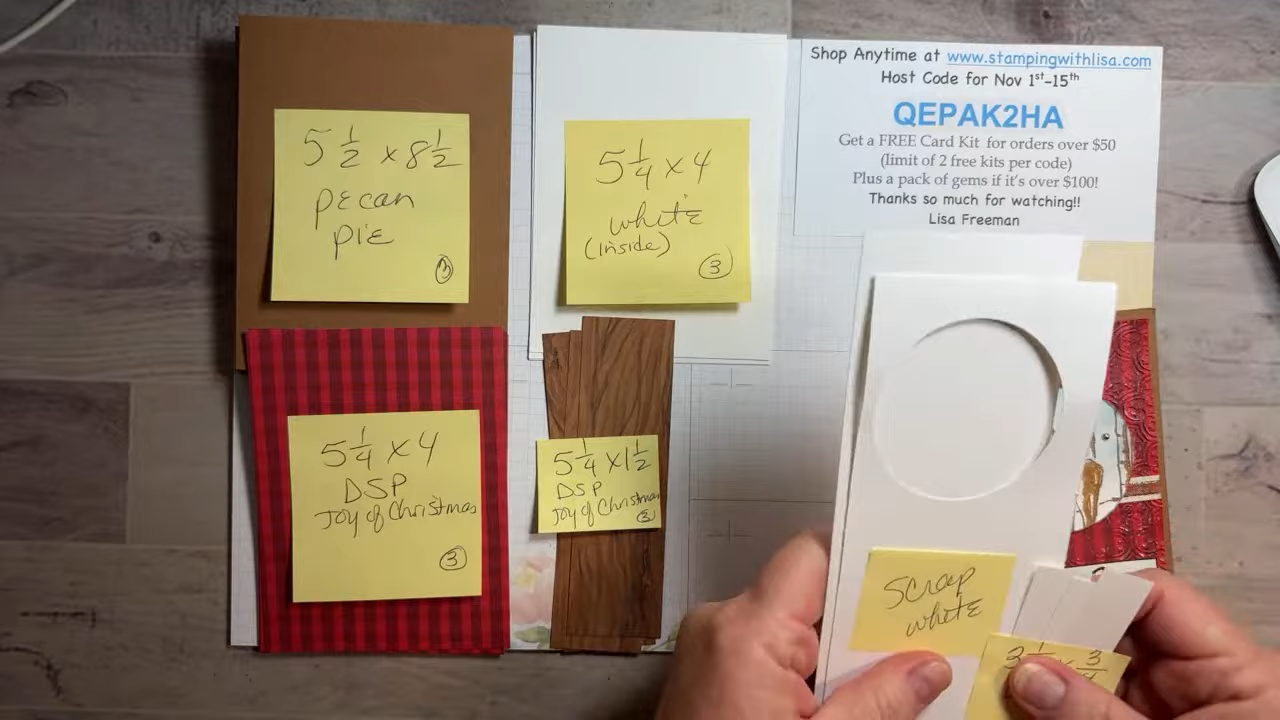 5 1/2 x 8 1/2
pecan
pie
5 1/4 x 4
white
(inside)
3
Shop Anytime at www.stampingwithlisa.com
Host Code for Nov 1st-15th
QEPAK2HA
Get a FREE Card Kit for orders over $50
(limit of 2 free kits per code)
Plus a pack of gems if it's over $100!
Thanks so much for watching!!
Lisa Freeman
5 1/4 x 4
DSP
Joy of Christmas
3
5 1/4 x 1 1/2
DSP
Joy of Christmas
scrap
white